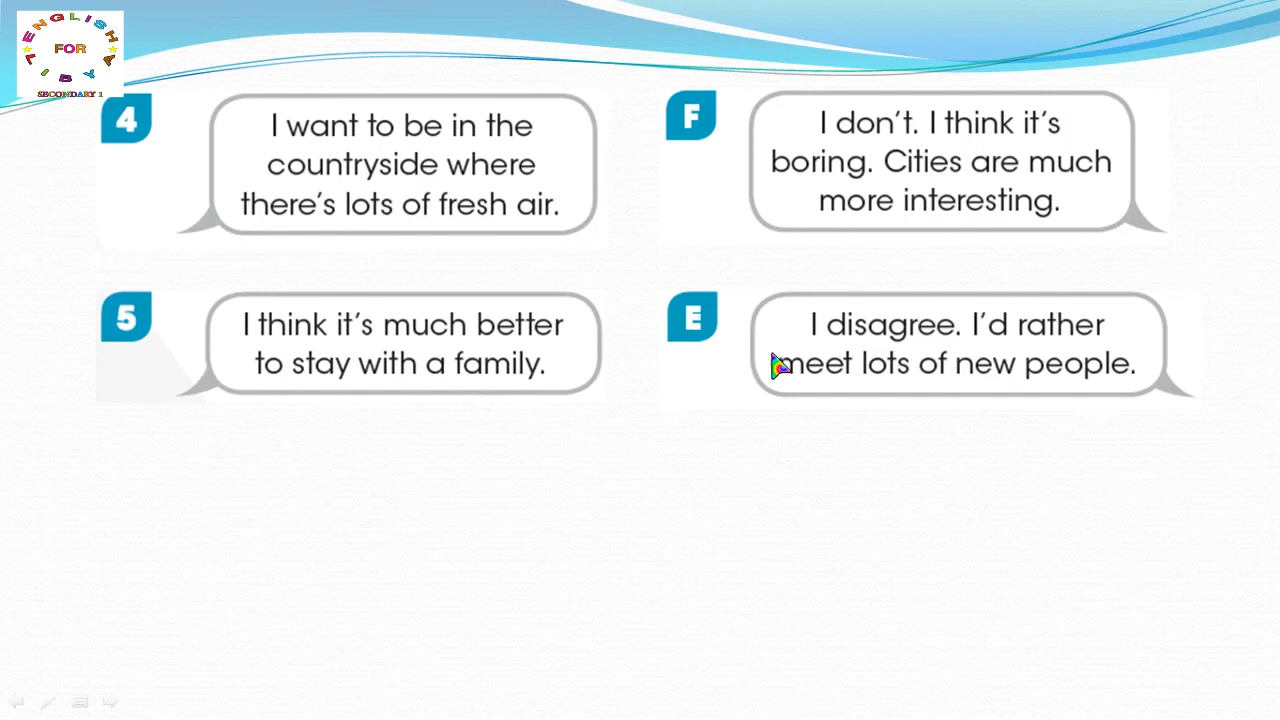 ENGLISH
FOR
LIBYA
SECONDARY 1
4
I want to be in the
countryside where
there's lots of fresh air.
F
I don't. I think it's
boring. Cities are much
more interesting.
5
I think it's much better
to stay with a family.
E
I disagree. I'd rather
meet lots of new people.